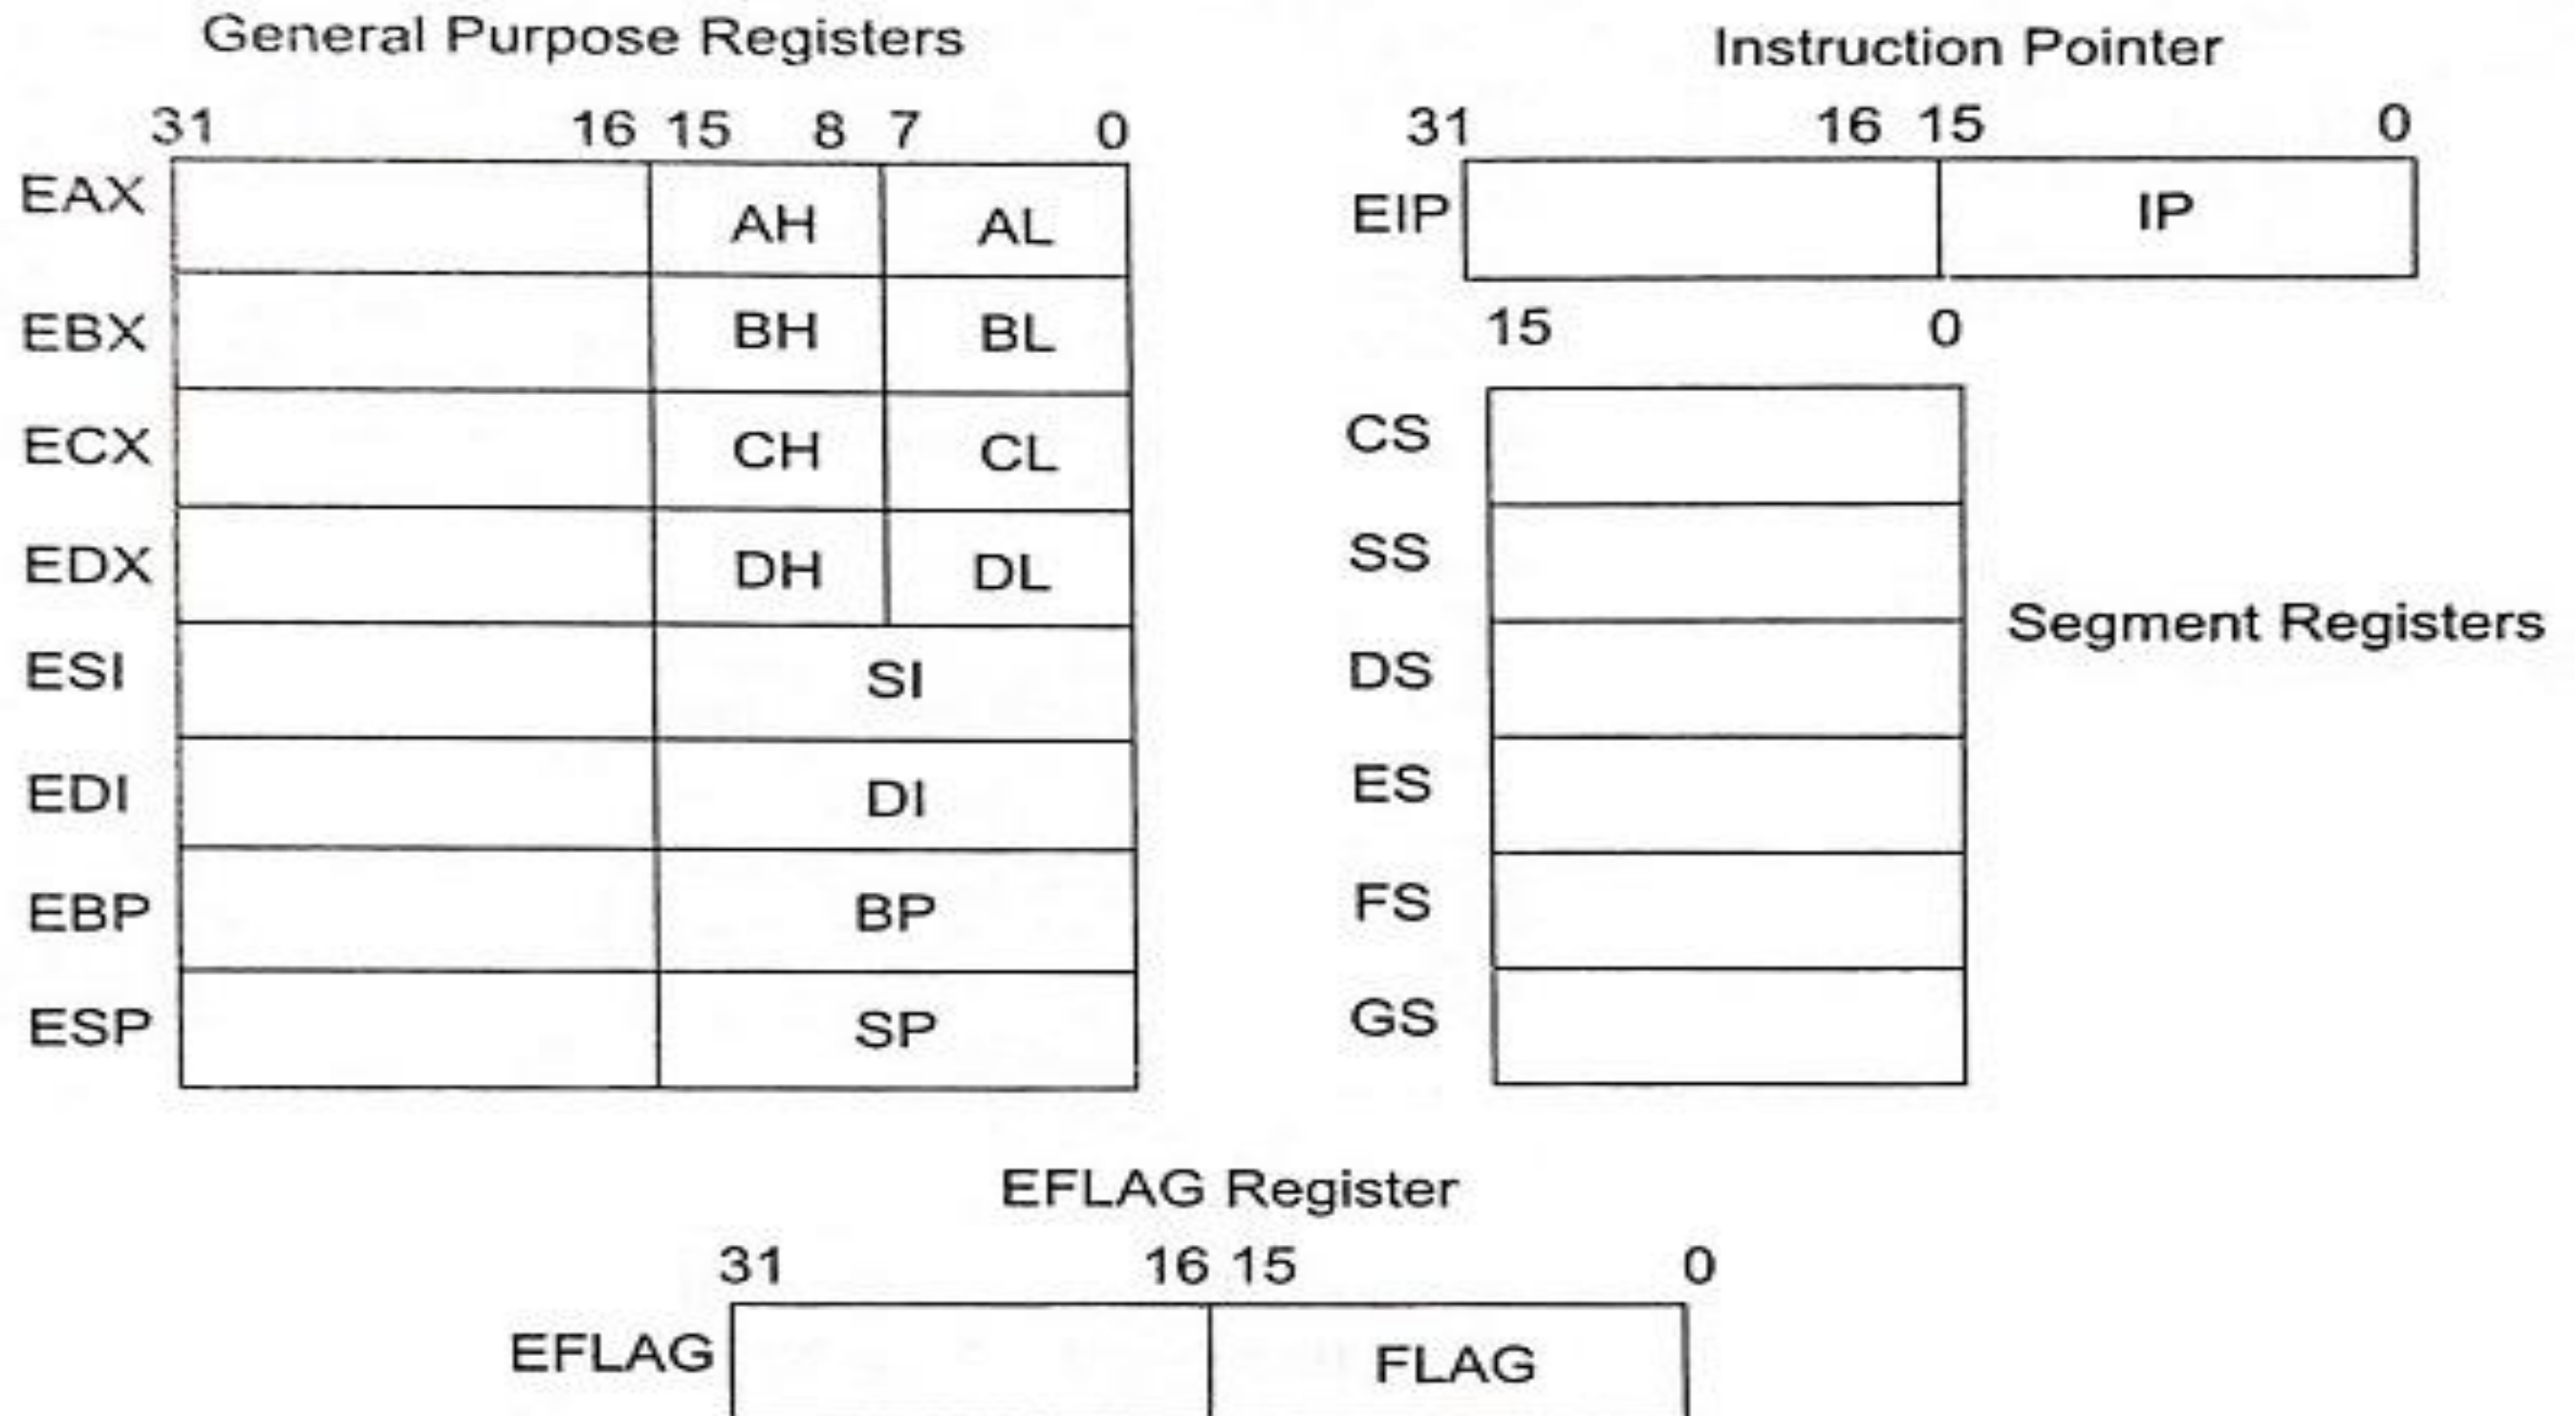 General Purpose Registers
31 16 15 8 7 0
EAX AH AL
EBX BH BL
ECX CH CL
EDX DH DL
ESI SI
EDI DI
EBP BP
ESP SP
Instruction Pointer
31 16 15 0
EIP IP
15 0
CS
SS
DS
ES
FS
GS
Segment Registers
EFLAG Register
31 16 15 0
EFLAG FLAG